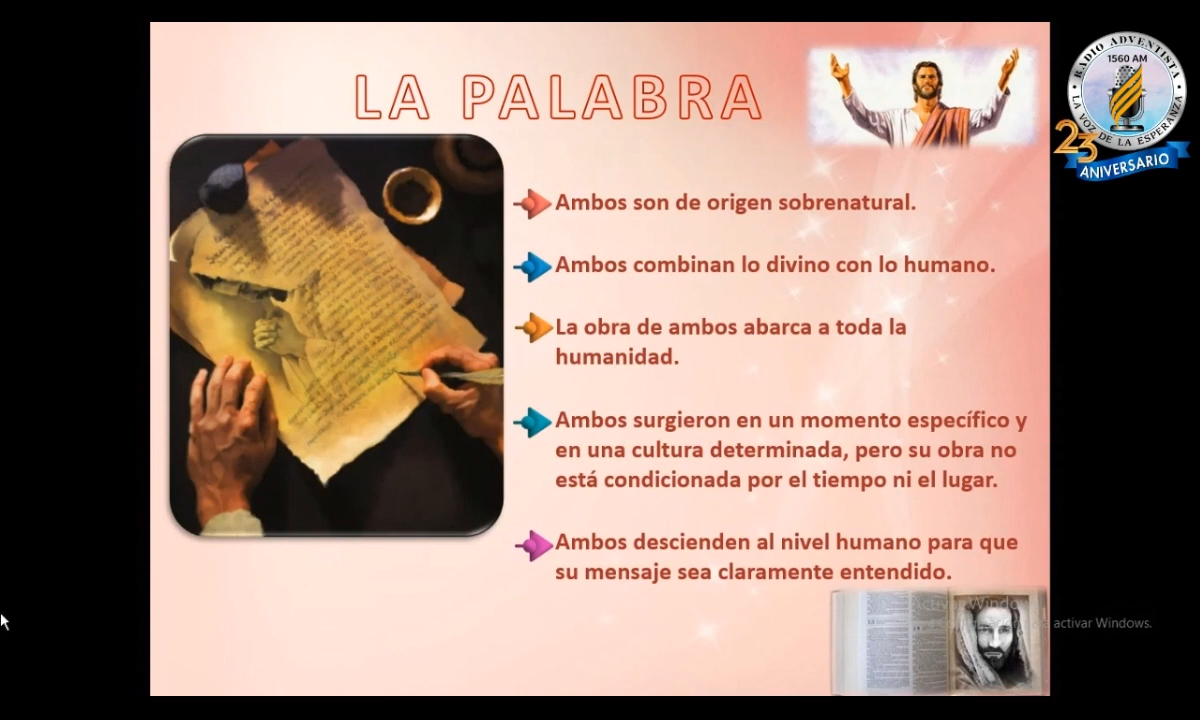 LA PALABRA
RADIO ADVENTISTA
1560 AM
LA VOZ DE LA ESPERANZA
23
ANIVERSARIO
Ambos son de origen sobrenatural.
Ambos combinan lo divino con lo humano.
La obra de ambos abarca a toda la
humanidad.
Ambos surgieron en un momento específico y
en una cultura determinada, pero su obra no
está condicionada por el tiempo ni el lugar.
Ambos descienden al nivel humano para que
su mensaje sea claramente entendido.
Activar Windows
activar Windows.